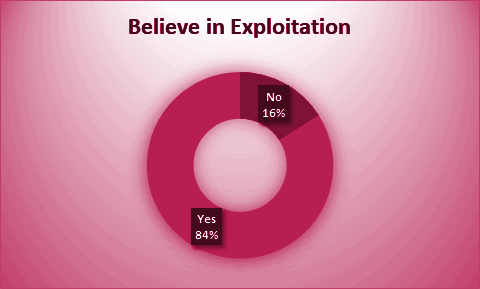 Believe in Exploitation
No
16%
Yes
84%